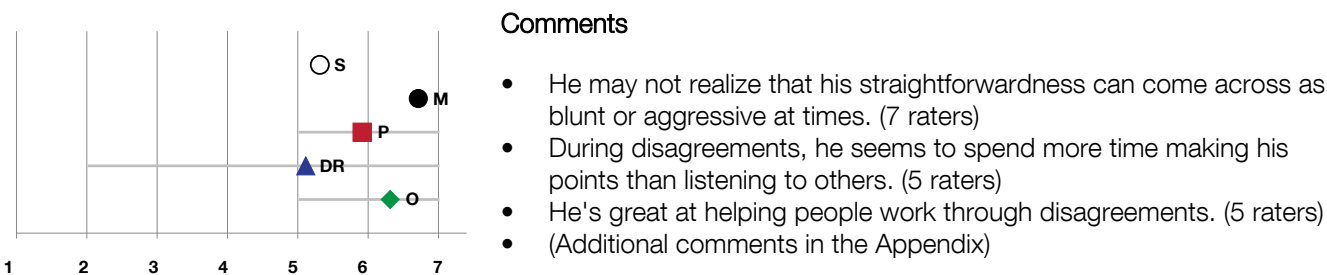 S
M
P
DR
O
1 2 3 4 5 6 7
Comments
• He may not realize that his straightforwardness can come across as
blunt or aggressive at times. (7 raters)
• During disagreements, he seems to spend more time making his
points than listening to others. (5 raters)
• He's great at helping people work through disagreements. (5 raters)
• (Additional comments in the Appendix)